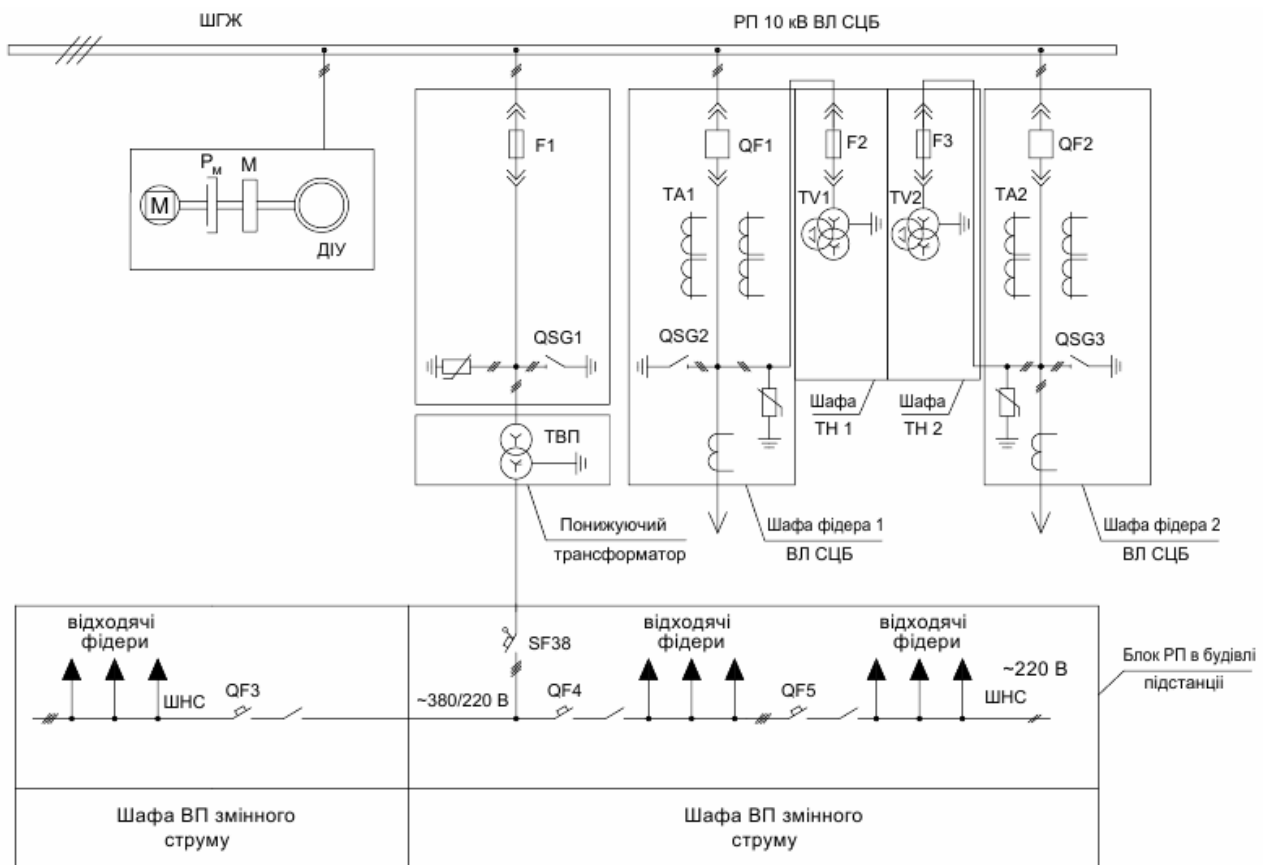 ШГЖ
РП 10 кВ ВЛ СЦБ
F1
QF1
F2
F3
QF2
Рм
М
М
ДІУ
TA1
TV1
TV2
TA2
QSG1
QSG2
QSG3
Шафа
ТН 1
Шафа
ТН 2
ТВП
Понижуючий
трансформатор
Шафа фідера 1
ВЛ СЦБ
Шафа фідера 2
ВЛ СЦБ
відходячі
фідери
SF38
відходячі
фідери
відходячі
фідери
~220 В
Блок РП в будівлі
підстанції
ШНС
QF3
~380/220 В
QF4
QF5
ШНС
Шафа ВП змінного
струму
Шафа ВП змінного
струму